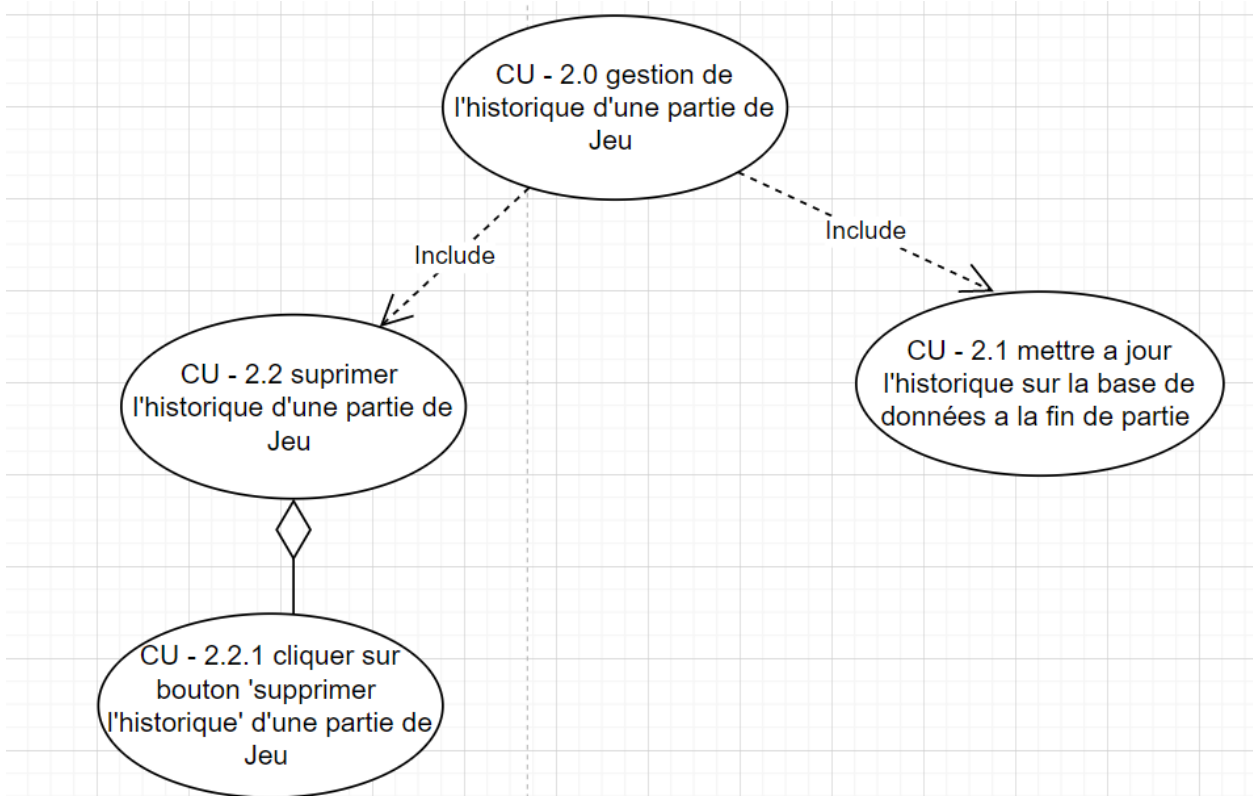 CU - 2.0 gestion de
l'historique d'une partie de
Jeu
Include
Include
CU - 2.2 suprimer
l'historique d'une partie de
Jeu
CU - 2.1 mettre a jour
l'historique sur la base de
données a la fin de partie
CU - 2.2.1 cliquer sur
bouton 'supprimer
l'historique' d'une partie de
Jeu